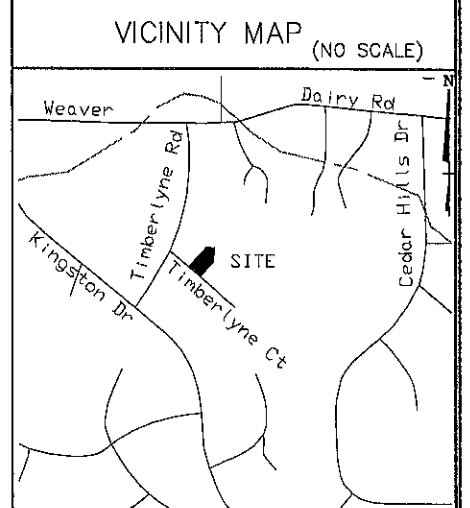 VICINITY MAP (NO SCALE)
N
Weaver Dairy Rd
Timberlyne Rd
Cedar Hills Dr
SITE
Kingston Dr
Timberlyne Ct